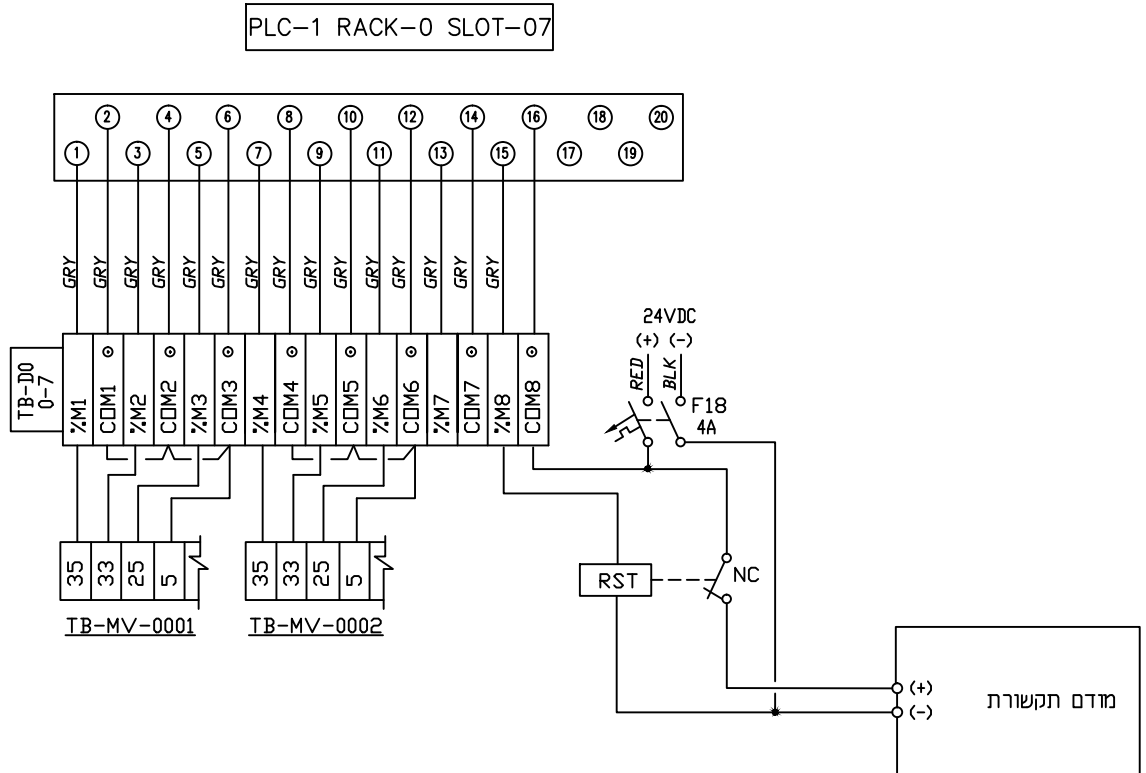 PLC-1 RACK-0 SLOT-07
2 4 6 8 10 12 14 16 18 20
1 3 5 7 9 11 13 15 17 19
GRY GRY GRY GRY GRY GRY GRY GRY GRY GRY GRY GRY GRY GRY GRY
24VDC
(+) (-)
RED BLK
F18
4A
TB-DO
0-7
%M1 COM1 %M2 COM2 %M3 COM3 %M4 COM4 %M5 COM5 %M6 COM6 %M7 COM7 %M8 COM8
35 33 25 5
35 33 25 5
TB-MV-0001
TB-MV-0002
RST
NC
(+)
(-)
מודם תקשורת